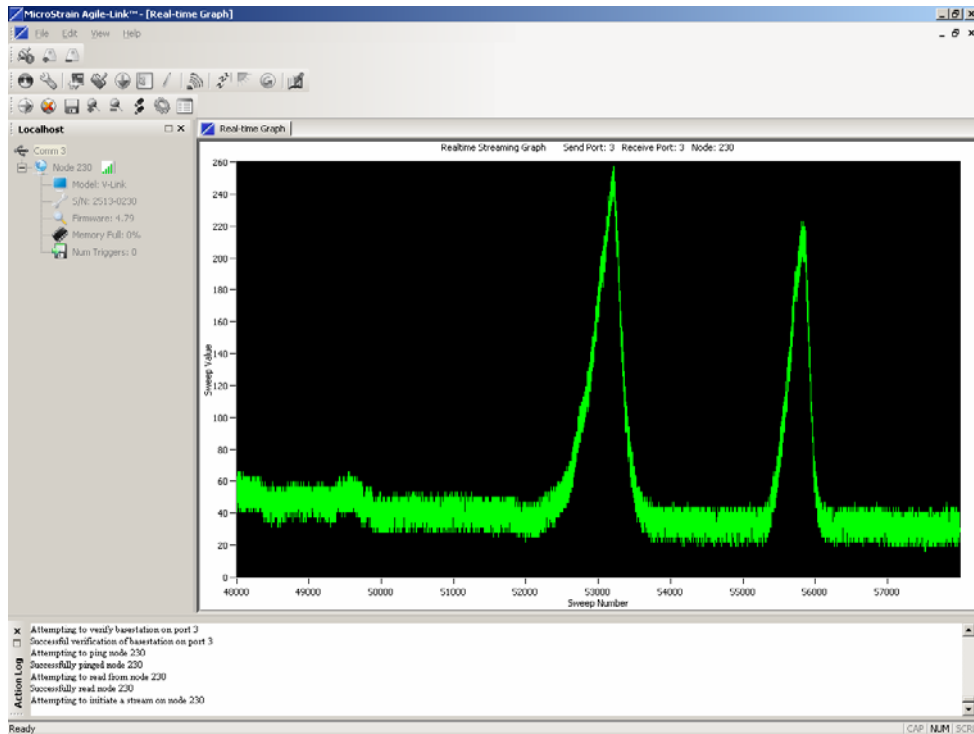 MicroStrain Agile-Link™ - [Real-time Graph]
File Edit View Help
Localhost
Comm 3
Node 230
Model: V-Link
S/N: 2513-0230
Firmware: 4.79
Memory Full: 0%
Num Triggers: 0
Real-time Graph
Realtime Streaming Graph Send Port: 3 Receive Port: 3 Node: 230
260
240
220
200
180
160
140
120
100
80
60
40
20
0
Sweep Value
48000 49000 50000 51000 52000 53000 54000 55000 56000 57000
Sweep Number
Action Log
Attempting to verify basestation on port 3
Successful verification of basestation on port 3
Attempting to ping node 230
Successfully pinged node 230
Attempting to read from node 230
Successfully read node 230
Attempting to initiate a stream on node 230
Ready
CAP NUM SCRL